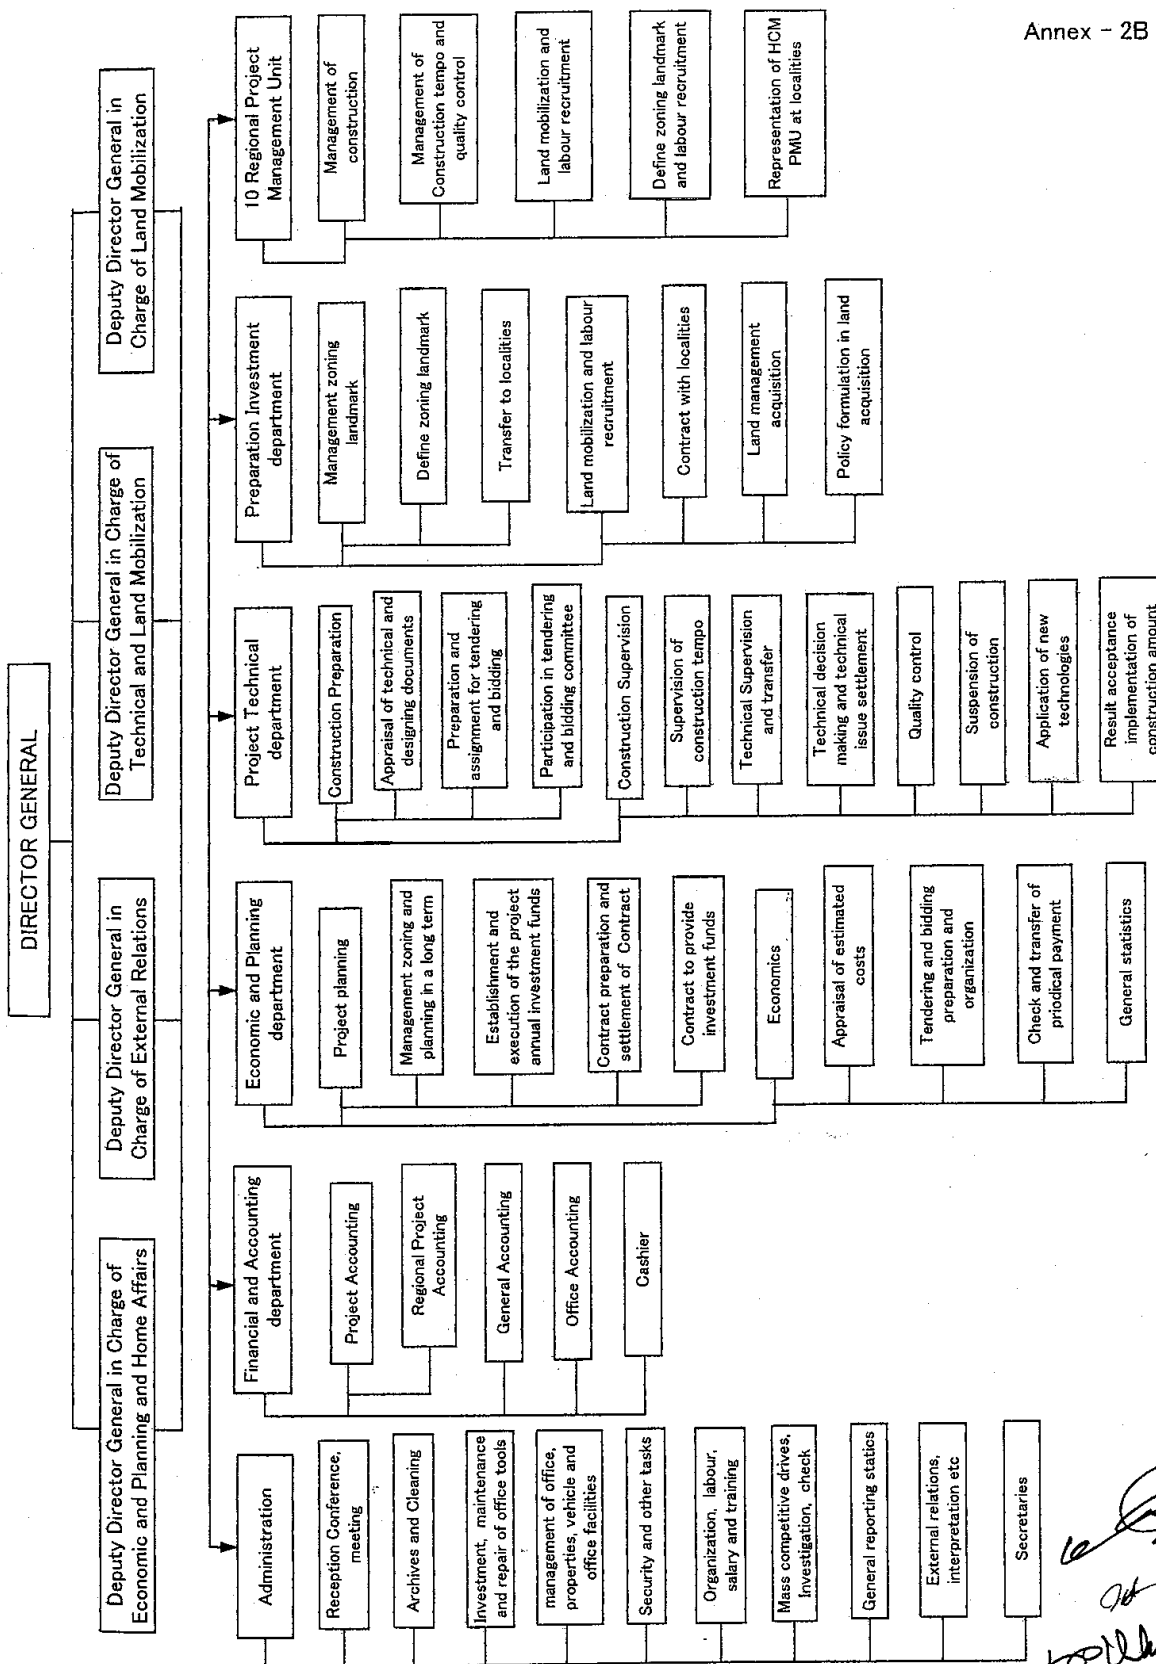 Annex - 2B
DIRECTOR GENERAL
Deputy Director General in Charge of
Economic and Planning and Home Affairs
Deputy Director General in
Charge of External Relations
Deputy Director General in Charge of
Technical and Land Mobilization
Deputy Director General in
Charge of Land Mobilization
Administration
Reception Conference,
meeting
Archives and Cleaning
Investment, maintenance
and repair of office tools
management of office,
properties, vehicle and
office facilities
Security and other tasks
Organization, labour,
salary and training
Mass competitive drives,
Investigation, check
General reporting statics
External relations,
interpretation etc
Secretaries
Financial and Accounting
department
Project Accounting
Regional Project
Accounting
General Accounting
Office Accounting
Cashier
Economic and Planning
department
Project planning
Management zoning and
planning in a long term
Establishment and
execution of the project
annual investment funds
Contract preparation and
settlement of Contract
Contract to provide
investment funds
Economics
Appraisal of estimated
costs
Tendering and bidding
preparation and
organization
Check and transfer of
priodical payment
General statistics
Project Technical
department
Construction Preparation
Appraisal of technical and
designing documents
Preparation and
assignment for tendering
and bidding
Participation in tendering
and bidding committee
Construction Supervision
Supervision of
construction tempo
Technical Supervision
and transfer
Technical decision
making and technical
issue settlement
Quality control
Suspension of
construction
Application of new
technologies
Result acceptance
implementation of
construction amount
Preparation Investment
department
Management zoning
landmark
Define zoning landmark
Transfer to localities
Land mobilization and labour
recruitment
Contract with localities
Land management
acquisition
Policy formulation in land
acquisition
10 Regional Project
Management Unit
Management of
construction
Management of
Construction tempo and
quality control
Land mobilization and
labour recruitment
Define zoning landmark
and labour recruitment
Representation of HCM
PMU at localities